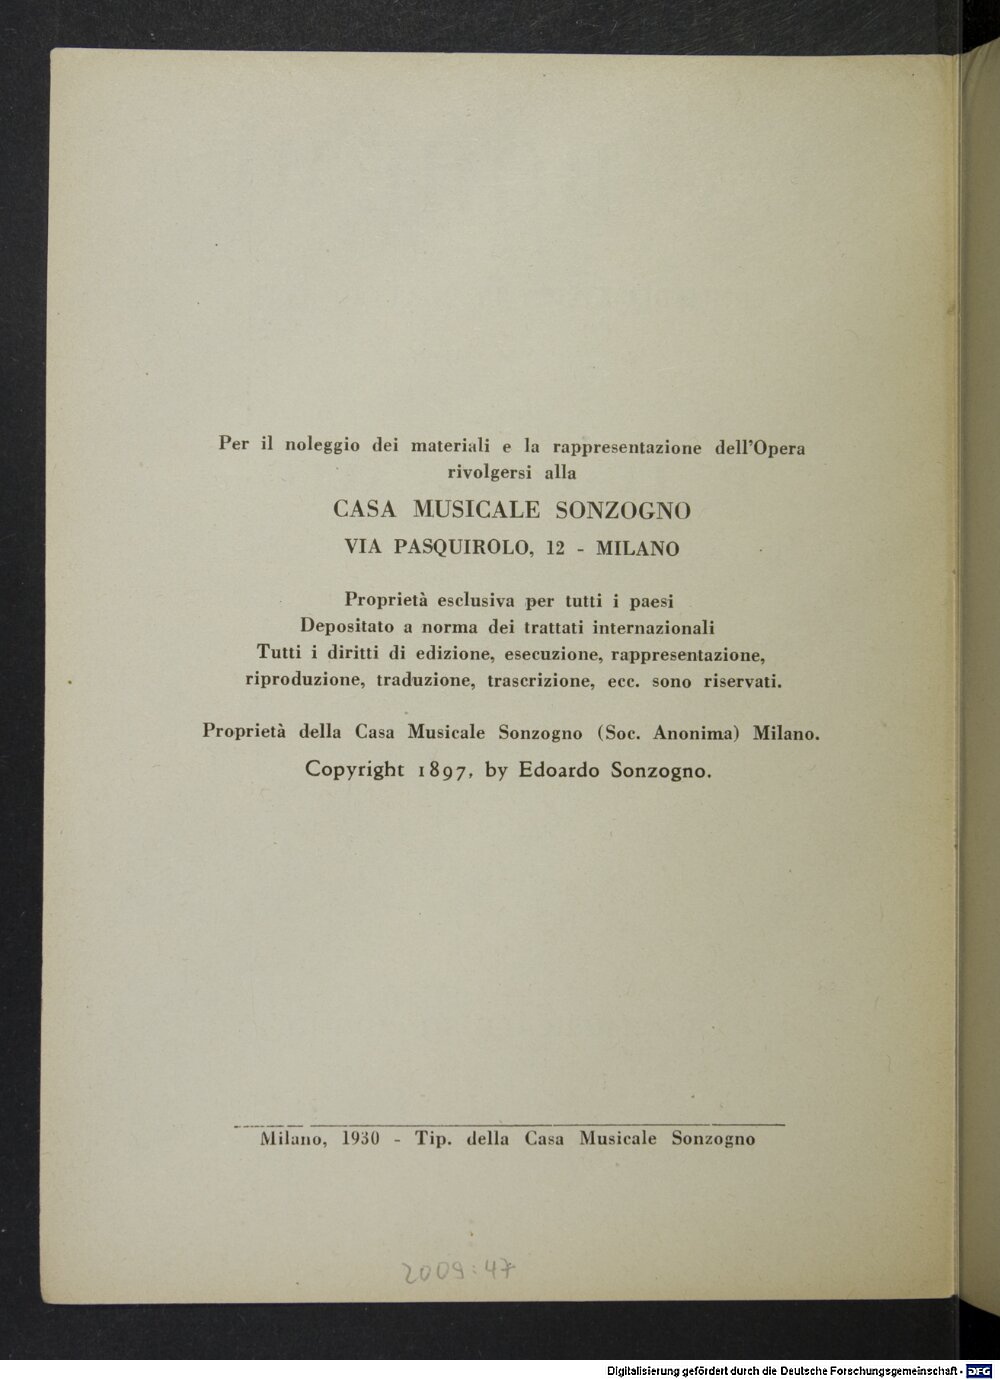 Per il noleggio dei materiali e la rappresentazione dell'Opera
rivolgersi alla
CASA MUSICALE SONZOGNO
VIA PASQUIROLO, 12 - MILANO
Proprietà esclusiva per tutti i paesi
Depositato a norma dei trattati internazionali
Tutti i diritti di edizione, esecuzione, rappresentazione,
riproduzione, traduzione, trascrizione, ecc. sono riservati.
Proprietà della Casa Musicale Sonzogno (Soc. Anonima) Milano.
Copyright 1897, by Edoardo Sonzogno.
Milano, 1930 - Tip. della Casa Musicale Sonzogno
2009:47
Digitalisierung gefördert durch die Deutsche Forschungsgemeinschaft - DFG